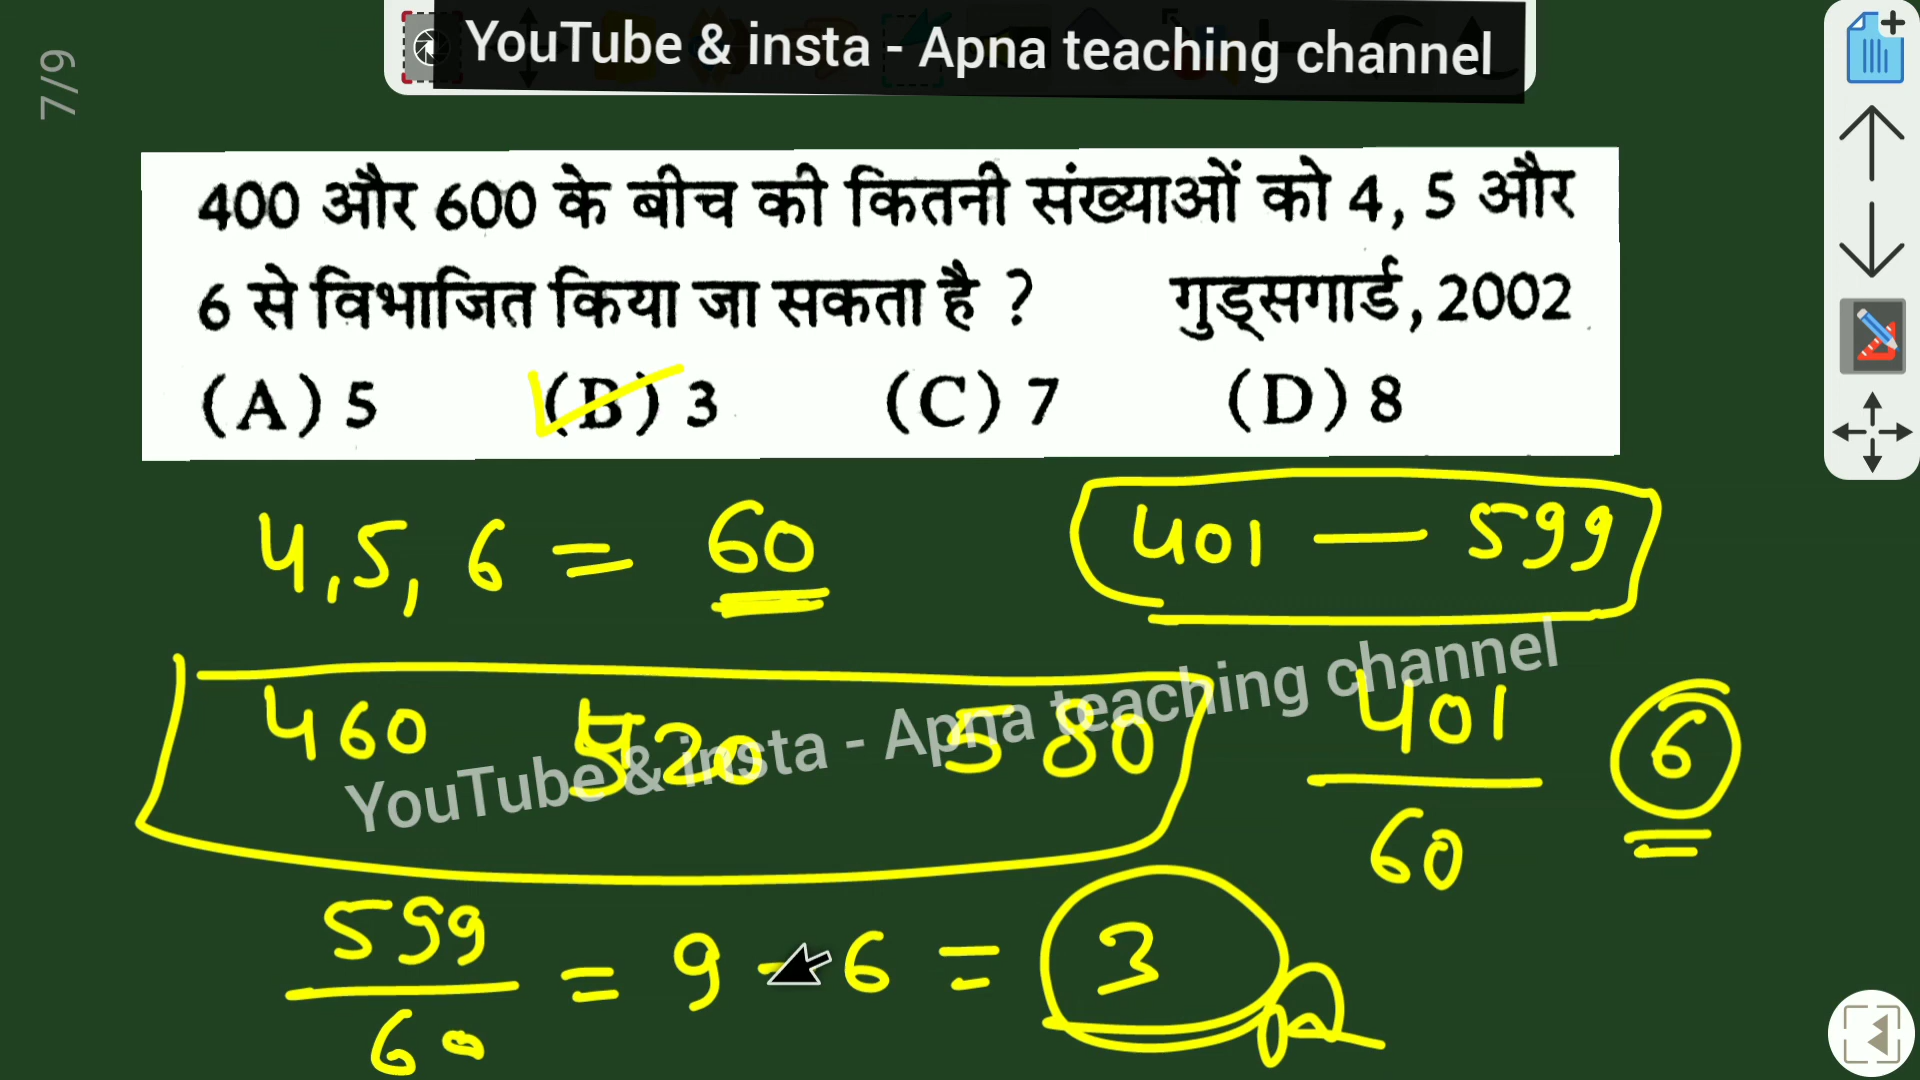 7/9
YouTube & insta - Apna teaching channel
400 और 600 के बीच की कितनी संख्याओं को 4, 5 और
6 से विभाजित किया जा सकता है ? गुड्सगार्ड, 2002
(A) 5 (B) 3 (C) 7 (D) 8
4, 5, 6 = 60 401 — 599
460 520 580 401/60 6
YouTube & insta - Apna teaching channel
599/60 = 9 - 6 = 3